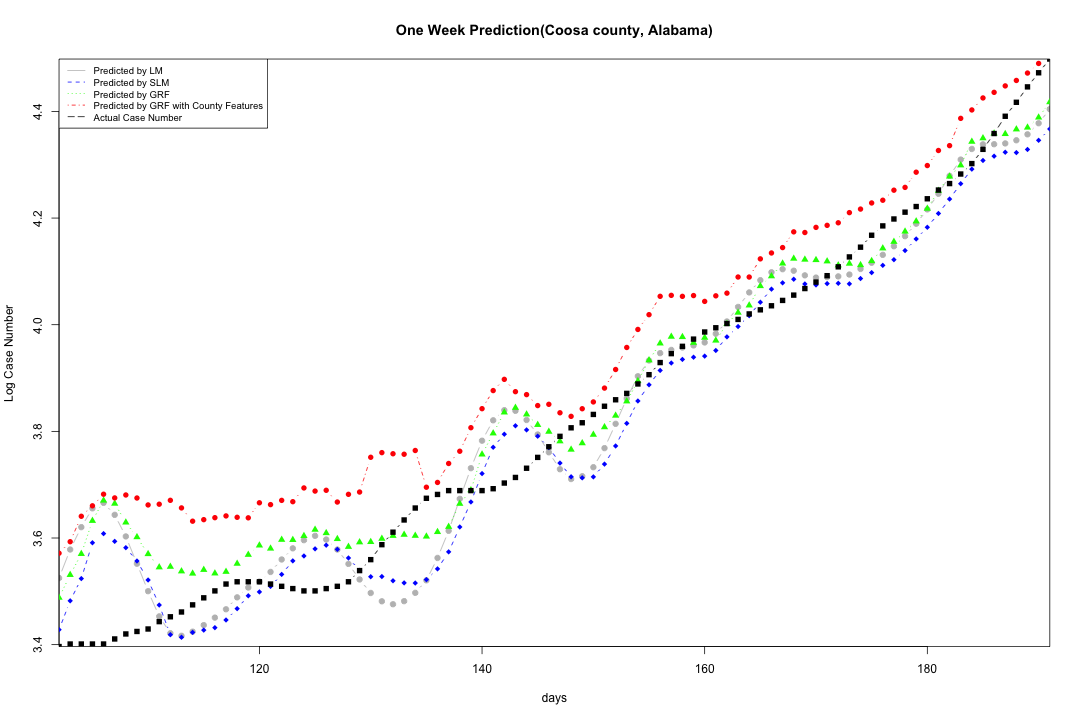 One Week Prediction(Coosa county, Alabama)
Predicted by LM
Predicted by SLM
Predicted by GRF
Predicted by GRF with County Features
Actual Case Number
4.4
4.2
4.0
3.8
3.6
3.4
Log Case Number
120 140 160 180
days